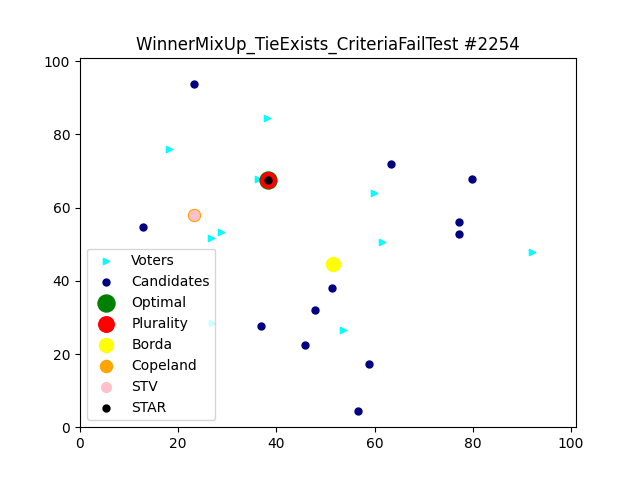 WinnerMixUp_TieExists_CriteriaFailTest #2254
100
80
60
40
20
0
Voters
Candidates
Optimal
Plurality
Borda
Copeland
STV
STAR
0 20 40 60 80 100